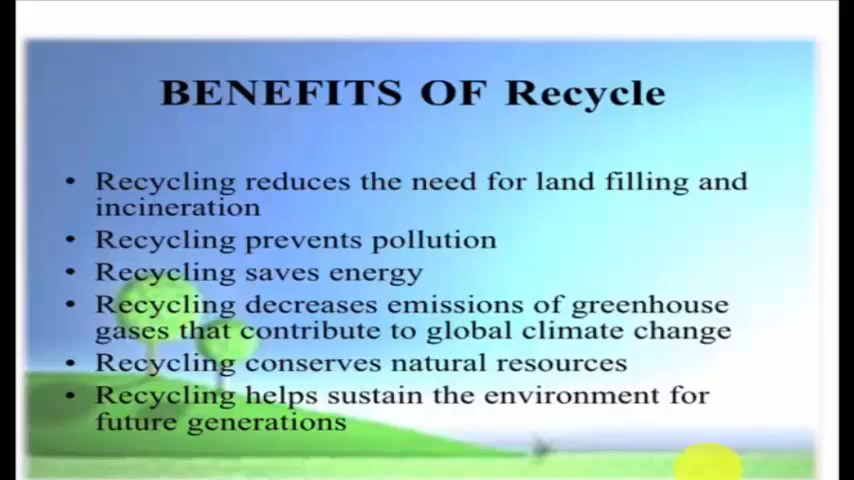 BENEFITS OF Recycle
• Recycling reduces the need for land filling and
incineration
• Recycling prevents pollution
• Recycling saves energy
• Recycling decreases emissions of greenhouse
gases that contribute to global climate change
• Recycling conserves natural resources
• Recycling helps sustain the environment for
future generations